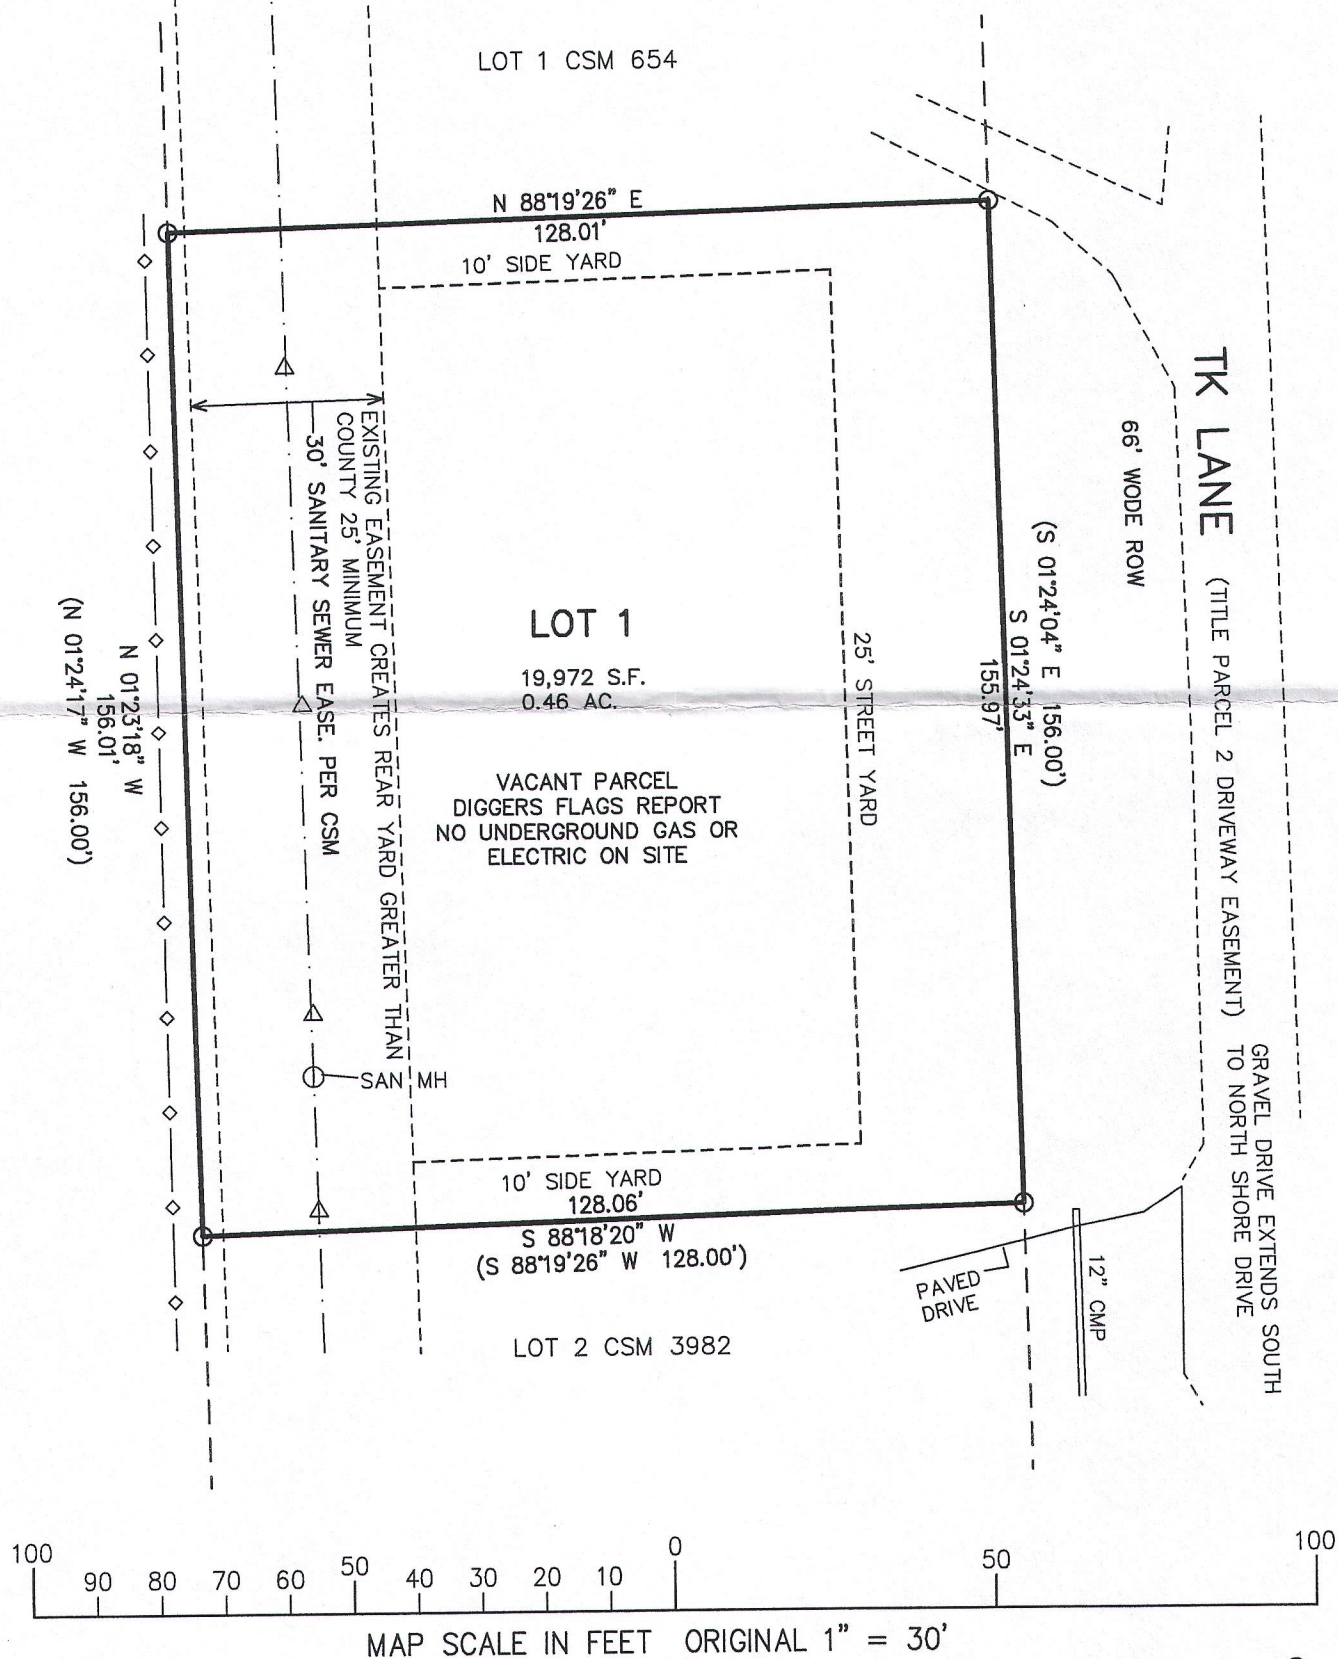 LOT 1 CSM 654
N 88°19'26" E
128.01'
10' SIDE YARD
TK LANE
(TITLE PARCEL 2 DRIVEWAY EASEMENT)
66' WODE ROW
(S 01°24'04" E 156.00')
S 01°24'33" E
155.97'
25' STREET YARD
EXISTING EASEMENT CREATES REAR YARD GREATER THAN
COUNTY 25' MINIMUM
30' SANITARY SEWER EASE. PER CSM
LOT 1
19,972 S.F.
0.46 AC.
VACANT PARCEL
DIGGERS FLAGS REPORT
NO UNDERGROUND GAS OR
ELECTRIC ON SITE
N 01°23'18" W
156.01'
(N 01°24'17" W 156.00')
SAN MH
GRAVEL DRIVE EXTENDS SOUTH
TO NORTH SHORE DRIVE
10' SIDE YARD
128.06'
S 88°18'20" W
(S 88°19'26" W 128.00')
PAVED
DRIVE
12" CMP
LOT 2 CSM 3982
100 90 80 70 60 50 40 30 20 10 0 50 100
MAP SCALE IN FEET ORIGINAL 1" = 30'